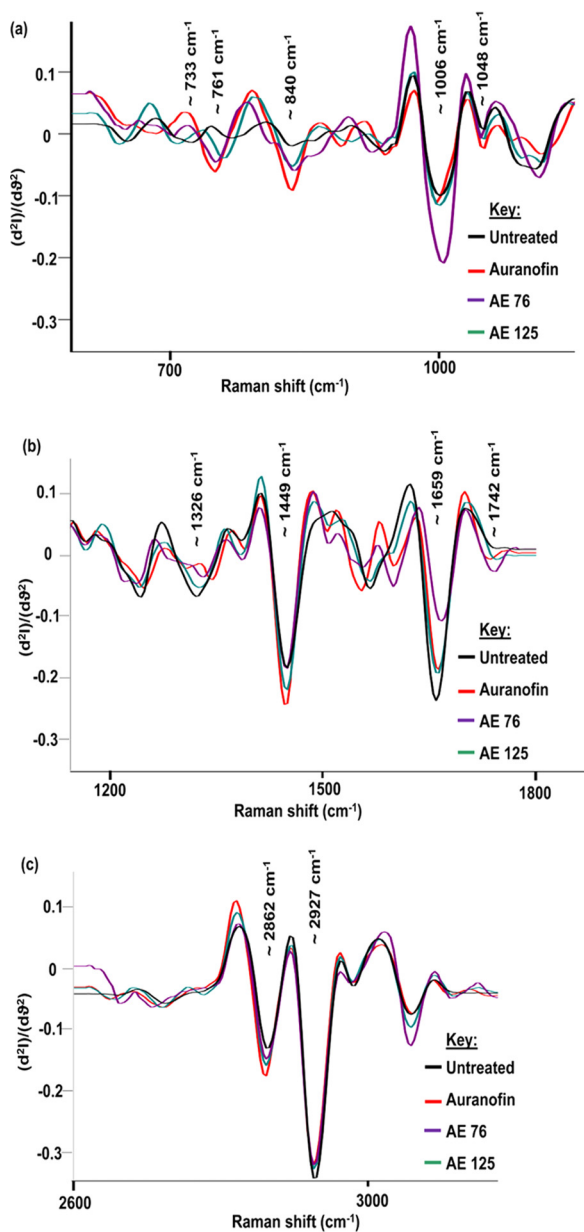 (a)
~ 733 cm⁻¹
~ 761 cm⁻¹
~ 840 cm⁻¹
~ 1006 cm⁻¹
~ 1048 cm⁻¹
0.1
0
-0.1
-0.2
-0.3
(d²I)/(dϑ²)
Key:
Untreated
Auranofin
AE 76
AE 125
700
1000
Raman shift (cm⁻¹)
(b)
~ 1326 cm⁻¹
~ 1449 cm⁻¹
~ 1659 cm⁻¹
~ 1742 cm⁻¹
0.1
0
-0.1
-0.2
-0.3
(d²I)/(dϑ²)
Key:
Untreated
Auranofin
AE 76
AE 125
1200
1500
1800
Raman shift (cm⁻¹)
(c)
~ 2862 cm⁻¹
~ 2927 cm⁻¹
0.1
0
-0.1
-0.2
-0.3
(d²I)/(dϑ²)
Key:
Untreated
Auranofin
AE 76
AE 125
2600
3000
Raman shift (cm⁻¹)